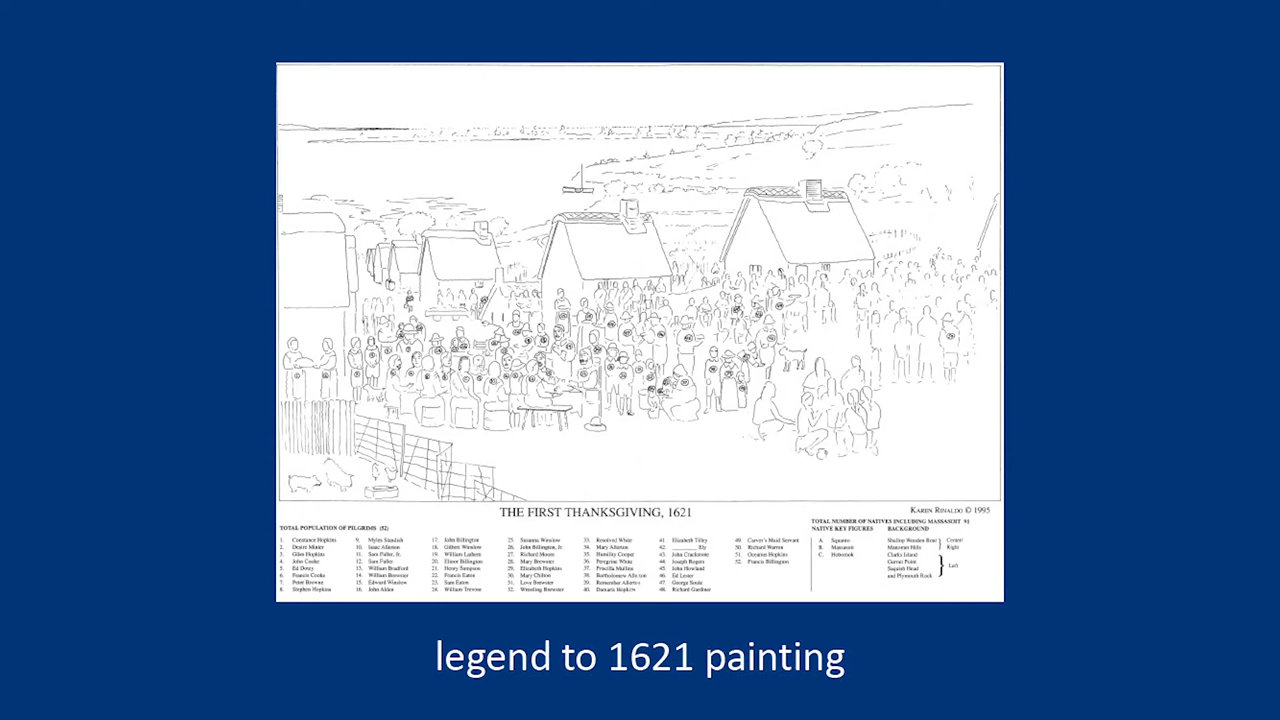 THE FIRST THANKSGIVING, 1621
KAREN RINALDO © 1995
TOTAL POPULATION OF PILGRIMS (52)
1. Constance Hopkins
2. Desire Minter
3. Giles Hopkins
4. John Cooke
5. Ed Dotey
6. Francis Cooke
7. Peter Browne
8. Stephen Hopkins
9. Myles Standish
10. Isaac Allerton
11. Sam Fuller, Jr.
12. Sam Fuller
13. William Bradford
14. William Brewster
15. Edward Winslow
16. John Alden
17. John Billington
18. Gilbert Winslow
19. William Latham
20. Elinor Billington
21. Henry Sampson
22. Francis Eaton
23. Sam Eaton
24. William Trevore
25. Susanna Winslow
26. John Billington, Jr.
27. Richard Moore
28. Mary Brewster
29. Elizabeth Hopkins
30. Mary Chilton
31. Love Brewster
32. Wrestling Brewster
33. Resolved White
34. Mary Allerton
35. Humility Cooper
36. Peregrine White
37. Priscilla Mullins
38. Bartholomew Allerton
39. Remember Allerton
40. Damaris Hopkins
41. Elizabeth Tilley
42. ________ Ely
43. John Crackstone
44. Joseph Rogers
45. John Howland
46. Ed Lester
47. George Soule
48. Richard Gardiner
49. Carver's Maid Servant
50. Richard Warren
51. Oceanus Hopkins
52. Francis Billington
TOTAL NUMBER OF NATIVES INCLUDING MASSASOIT 91
NATIVE KEY FIGURES BACKGROUND
A. Squanto
B. Massasoit
C. Hobomok
Shallop Wooden Boat
Manomet Hills
Center
Right
Clarks Island
Gurnet Point
Saquish Head
and Plymouth Rock
Left
legend to 1621 painting